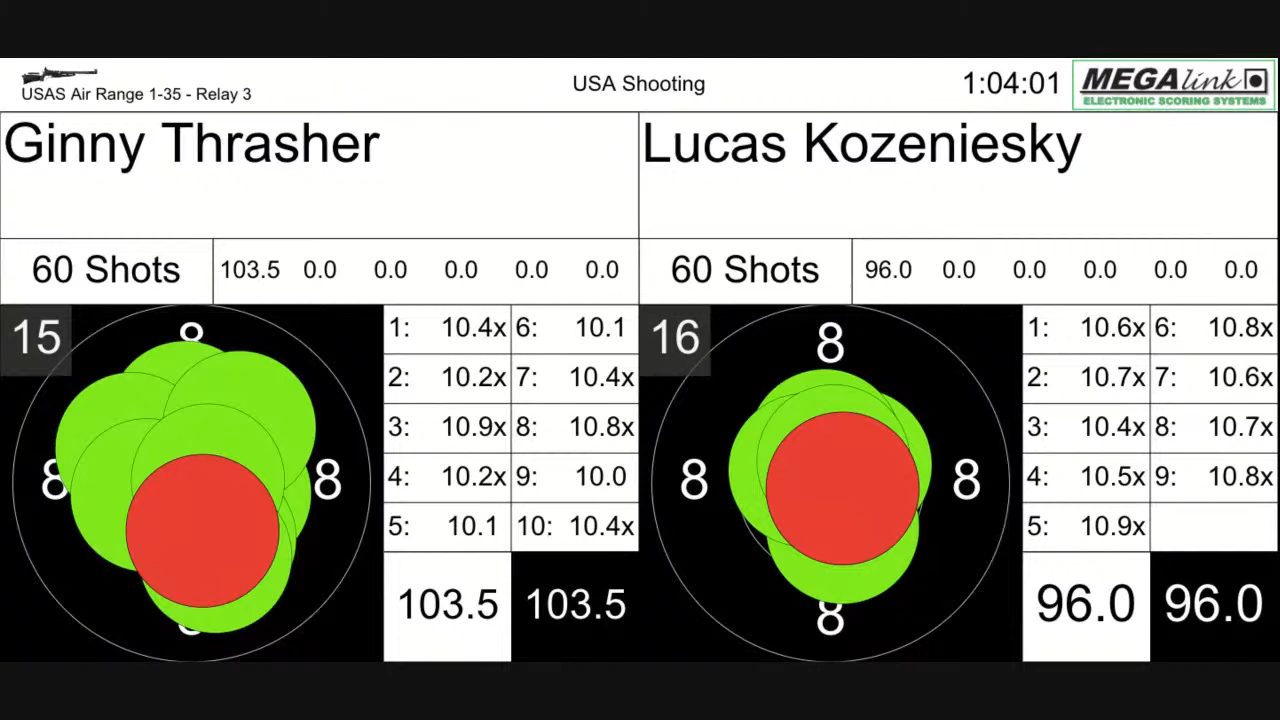 USAS Air Range 1-35 - Relay 3
USA Shooting
1:04:01
MEGAlink
ELECTRONIC SCORING SYSTEMS
Ginny Thrasher
60 Shots
103.5 0.0 0.0 0.0 0.0 0.0
15
8
8 8
1: 10.4x 6: 10.1
2: 10.2x 7: 10.4x
3: 10.9x 8: 10.8x
4: 10.2x 9: 10.0
5: 10.1 10: 10.4x
103.5 103.5
Lucas Kozeniesky
60 Shots
96.0 0.0 0.0 0.0 0.0 0.0
16
8
8 8
8
1: 10.6x 6: 10.8x
2: 10.7x 7: 10.6x
3: 10.4x 8: 10.7x
4: 10.5x 9: 10.8x
5: 10.9x
96.0 96.0